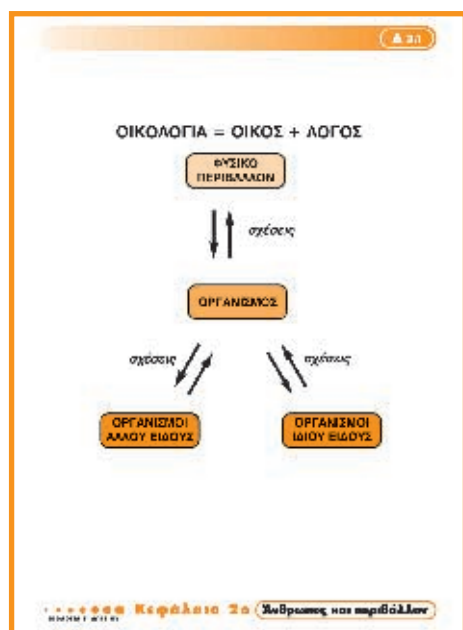 Δ 2.1
ΟΙΚΟΛΟΓΙΑ = ΟΙΚΟΣ + ΛΟΓΟΣ
ΦΥΣΙΚΟ
ΠΕΡΙΒΑΛΛΟΝ
σχέσεις
ΟΡΓΑΝΙΣΜΟΣ
σχέσεις
σχέσεις
ΟΡΓΑΝΙΣΜΟΙ
ΑΛΛΟΥ ΕΙΔΟΥΣ
ΟΡΓΑΝΙΣΜΟΙ
ΙΔΙΟΥ ΕΙΔΟΥΣ
Κεφάλαιο 2ο Άνθρωπος και περιβάλλον